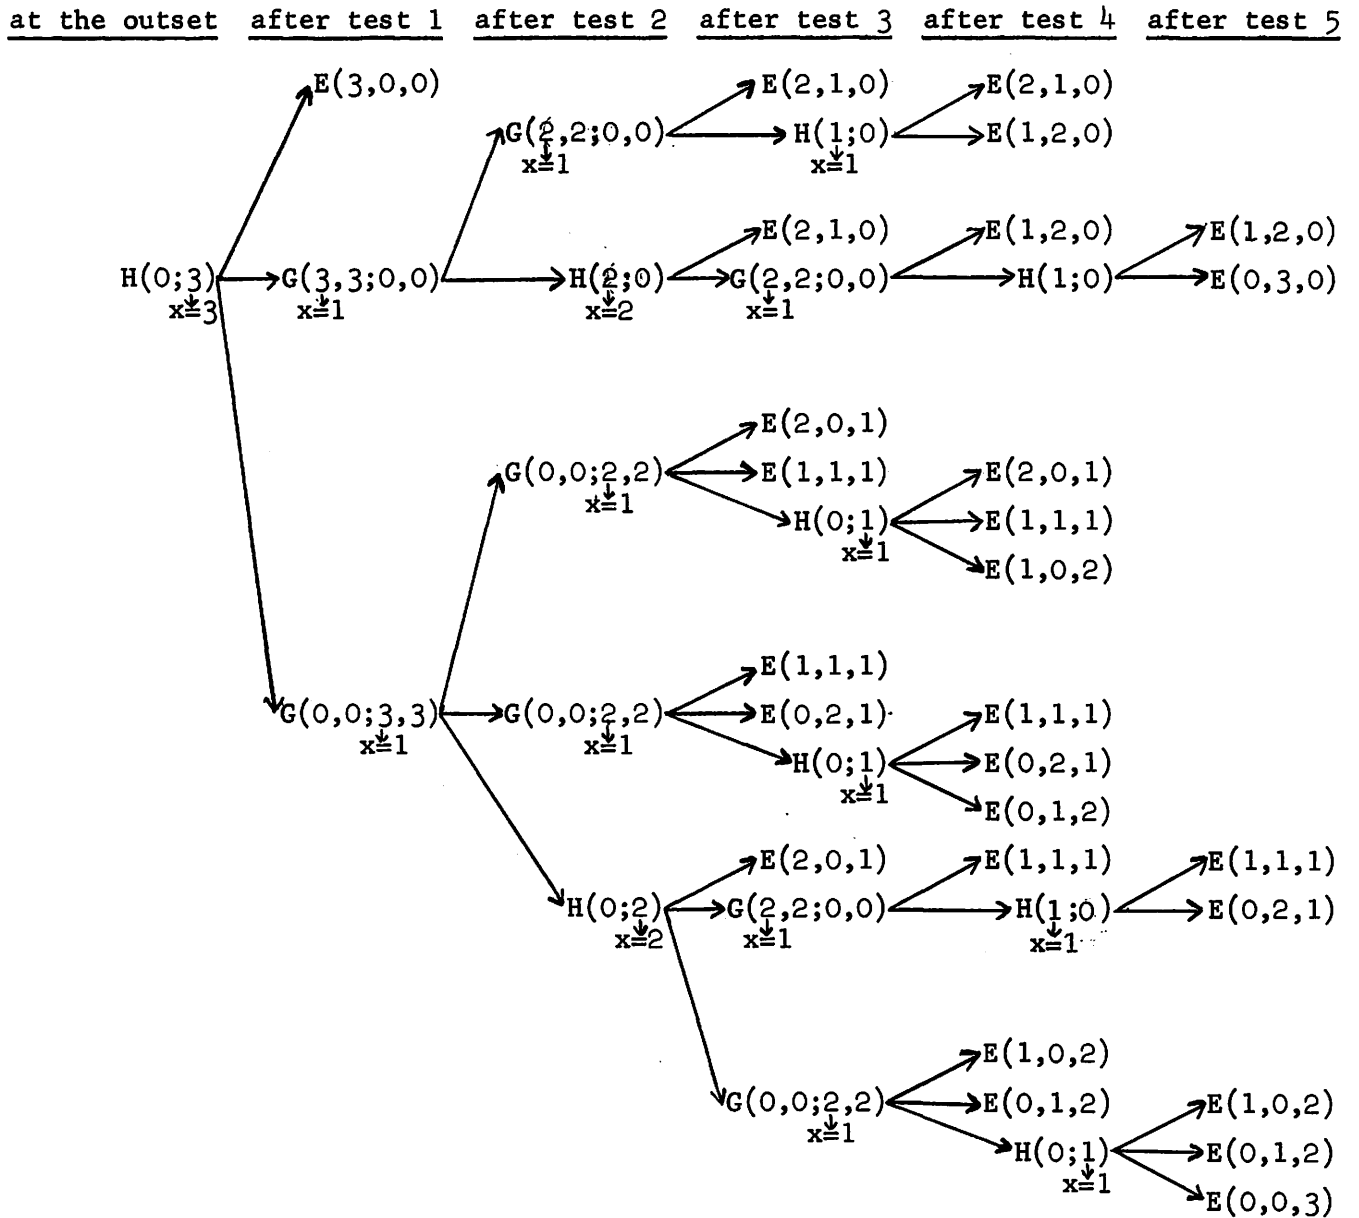 at the outset after test 1 after test 2 after test 3 after test 4 after test 5
E(3,0,0) E(2,1,0) E(2,1,0)
G(2,2;0,0) H(1;0) E(1,2,0)
x=1 x=1
E(2,1,0) E(1,2,0) E(1,2,0)
H(0;3) G(3,3;0,0) H(2;0) G(2,2;0,0) H(1;0) E(0,3,0)
x=3 x=1 x=2 x=1
E(2,0,1)
G(0,0;2,2) E(1,1,1) E(2,0,1)
x=1
H(0;1) E(1,1,1)
x=1
E(1,0,2)
E(1,1,1)
G(0,0;3,3) G(0,0;2,2) E(0,2,1) E(1,1,1)
x=1 x=1
H(0;1) E(0,2,1)
x=1
E(0,1,2)
E(2,0,1) E(1,1,1) E(1,1,1)
H(0;2) G(2,2;0,0) H(1;0) E(0,2,1)
x=2 x=1 x=1
E(1,0,2)
G(0,0;2,2) E(0,1,2) E(1,0,2)
x=1
H(0;1) E(0,1,2)
x=1
E(0,0,3)